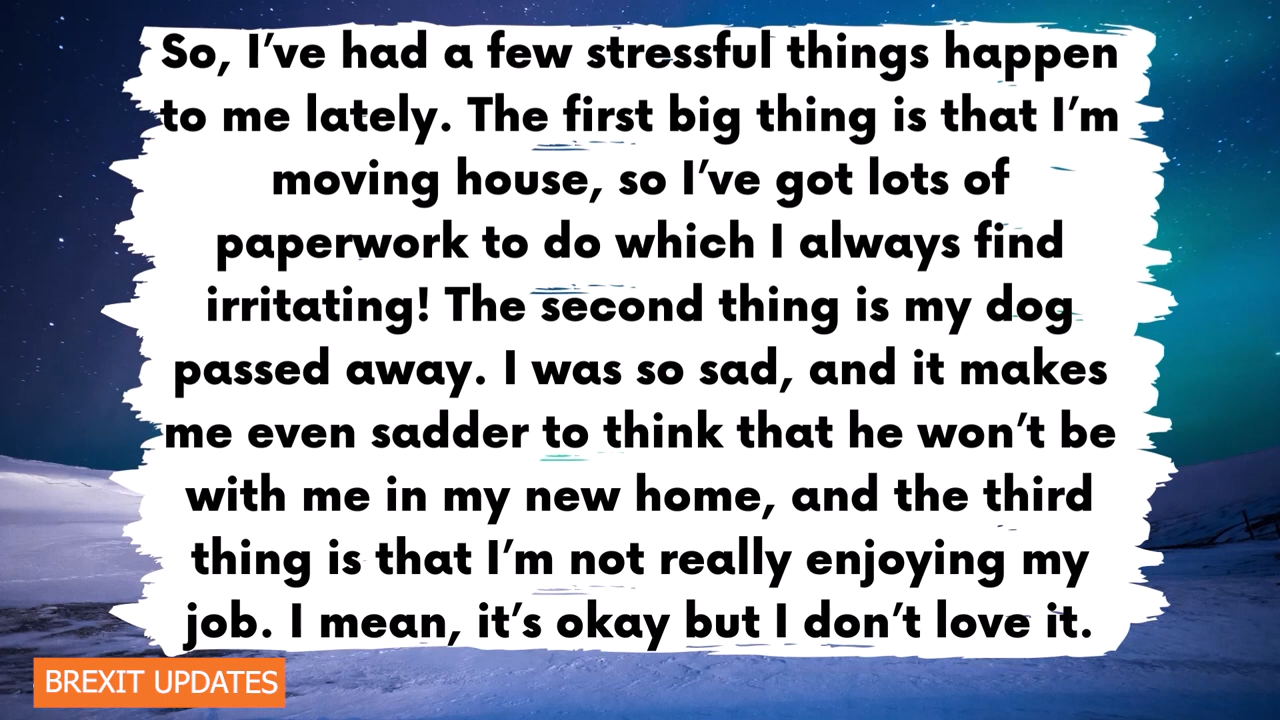 So, I’ve had a few stressful things happen
to me lately. The first big thing is that I’m
moving house, so I’ve got lots of
paperwork to do which I always find
irritating! The second thing is my dog
passed away. I was so sad, and it makes
me even sadder to think that he won’t be
with me in my new home, and the third
thing is that I’m not really enjoying my
job. I mean, it’s okay but I don’t love it.
BREXIT UPDATES